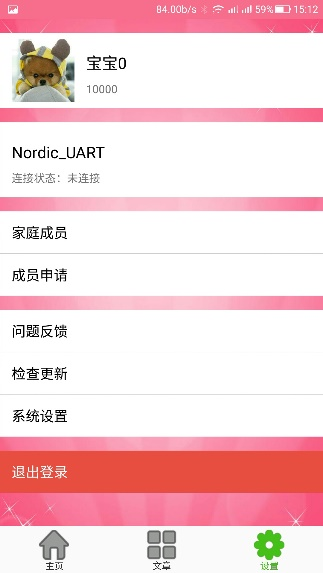 84.00b/s 59% 15:12
宝宝0
10000
Nordic_UART
连接状态：未连接
家庭成员
成员申请
问题反馈
检查更新
系统设置
退出登录
主页 文章 设置